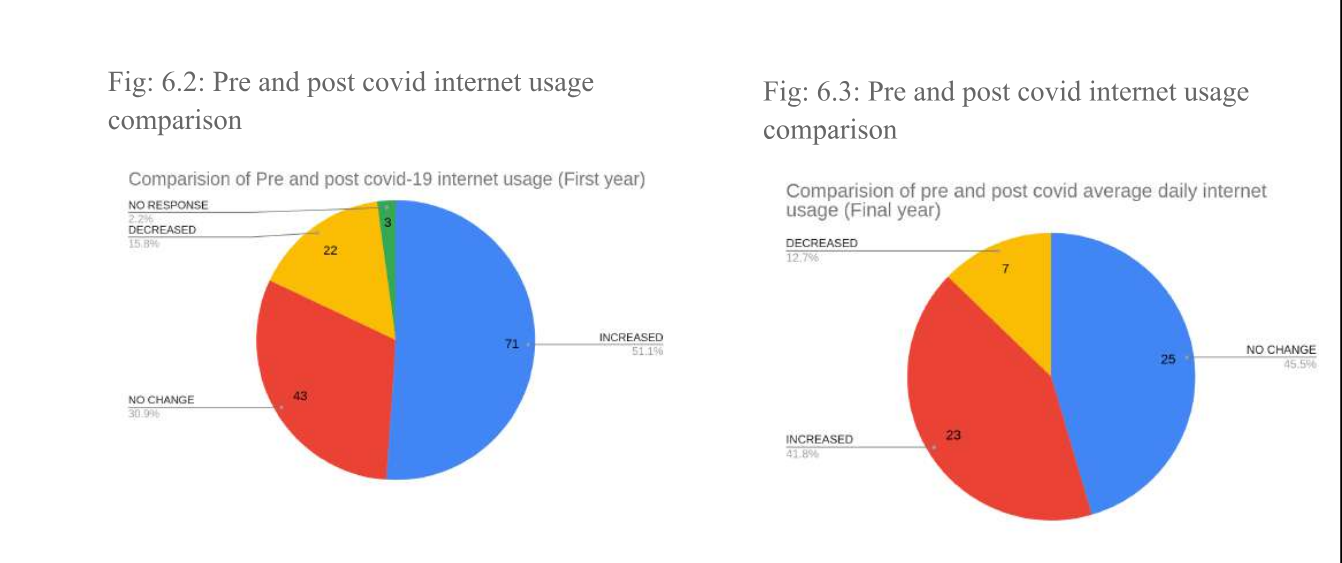 Fig: 6.2: Pre and post covid internet usage
comparison
Comparision of Pre and post covid-19 internet usage (First year)
NO RESPONSE
2.2%
DECREASED
15.8%
3
22
71
INCREASED
51.1%
43
NO CHANGE
30.9%
Fig: 6.3: Pre and post covid internet usage
comparison
Comparision of pre and post covid average daily internet
usage (Final year)
DECREASED
12.7%
7
25
NO CHANGE
45.5%
23
INCREASED
41.8%